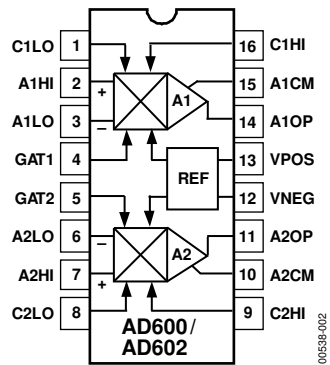 C1LO 1 16 C1HI
A1HI 2 + A1 15 A1CM
A1LO 3 – 14 A1OP
GAT1 4 13 VPOS
REF
GAT2 5 12 VNEG
A2LO 6 – 11 A2OP
A2HI 7 + A2 10 A2CM
C2LO 8 9 C2HI
AD600/
AD602
00538-002